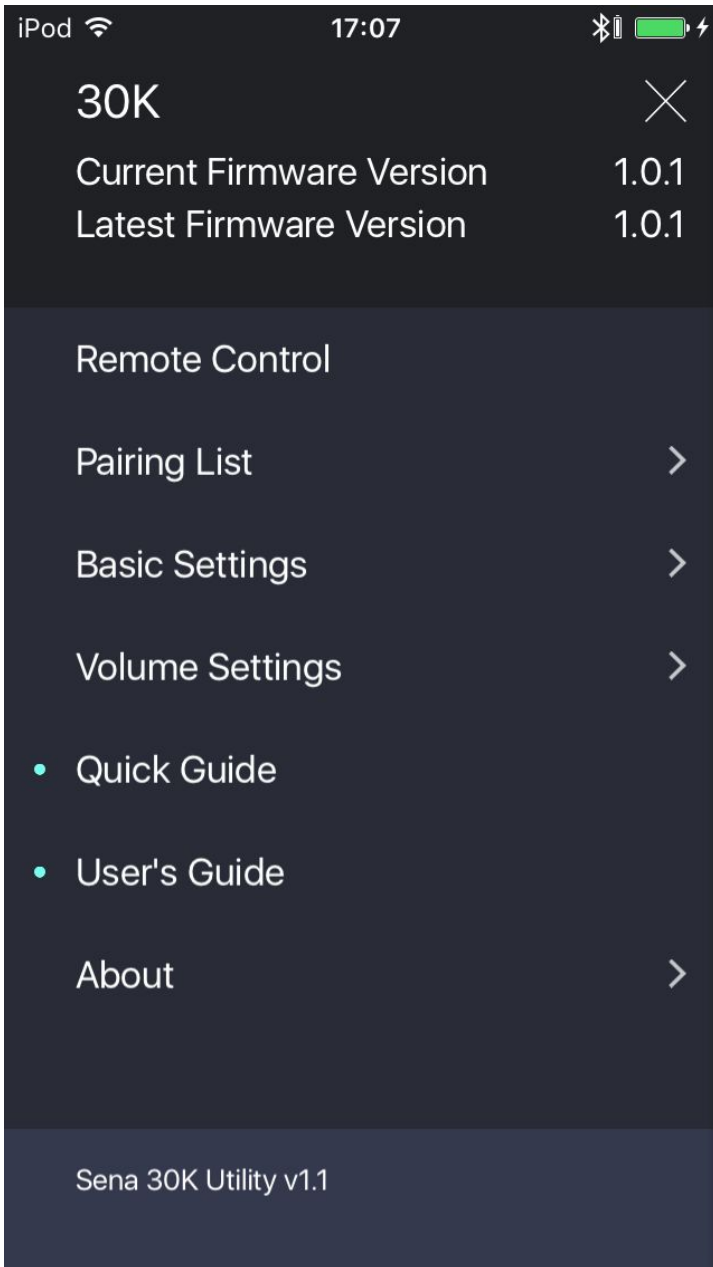 iPod 17:07
30K
Current Firmware Version 1.0.1
Latest Firmware Version 1.0.1
Remote Control
Pairing List
Basic Settings
Volume Settings
Quick Guide
User's Guide
About
Sena 30K Utility v1.1